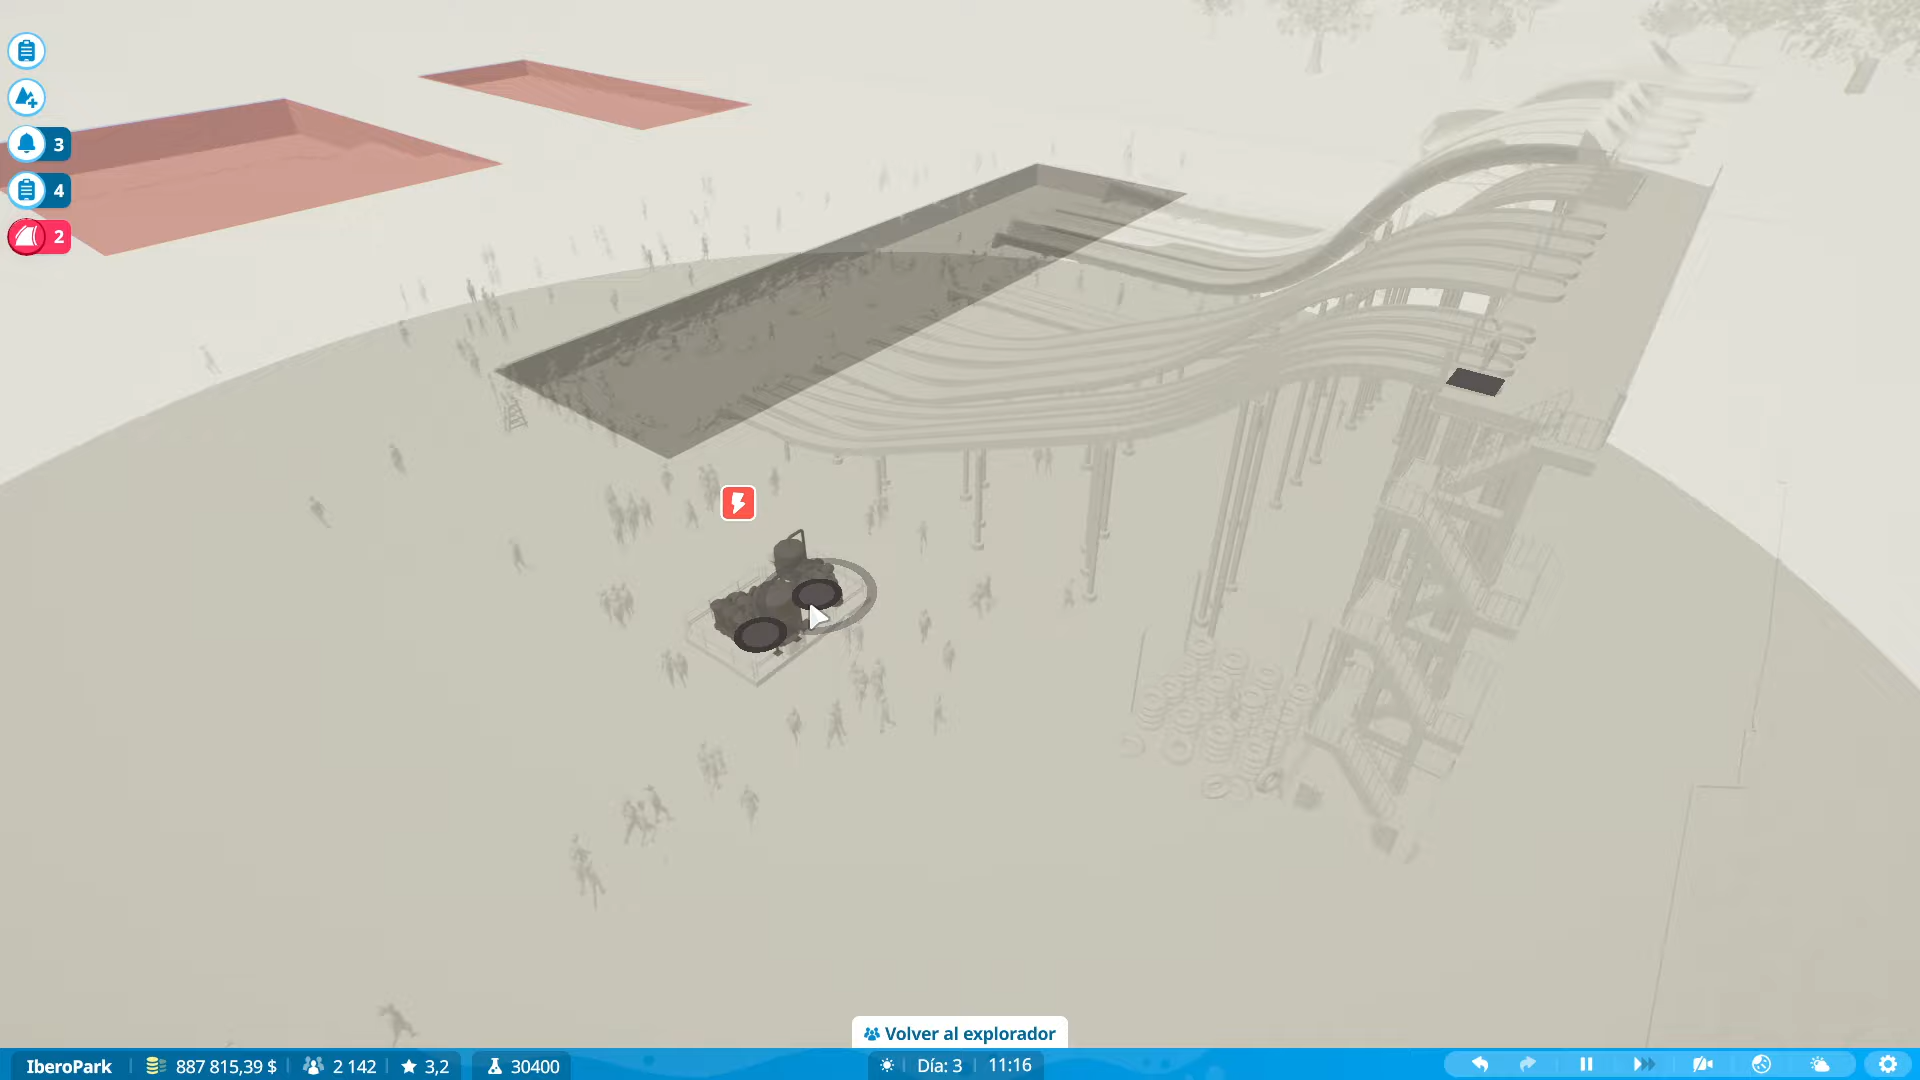 3
4
2
Volver al explorador
IberoPark
887 815,39 $
2 142
3,2
30400
Día: 3
11:16